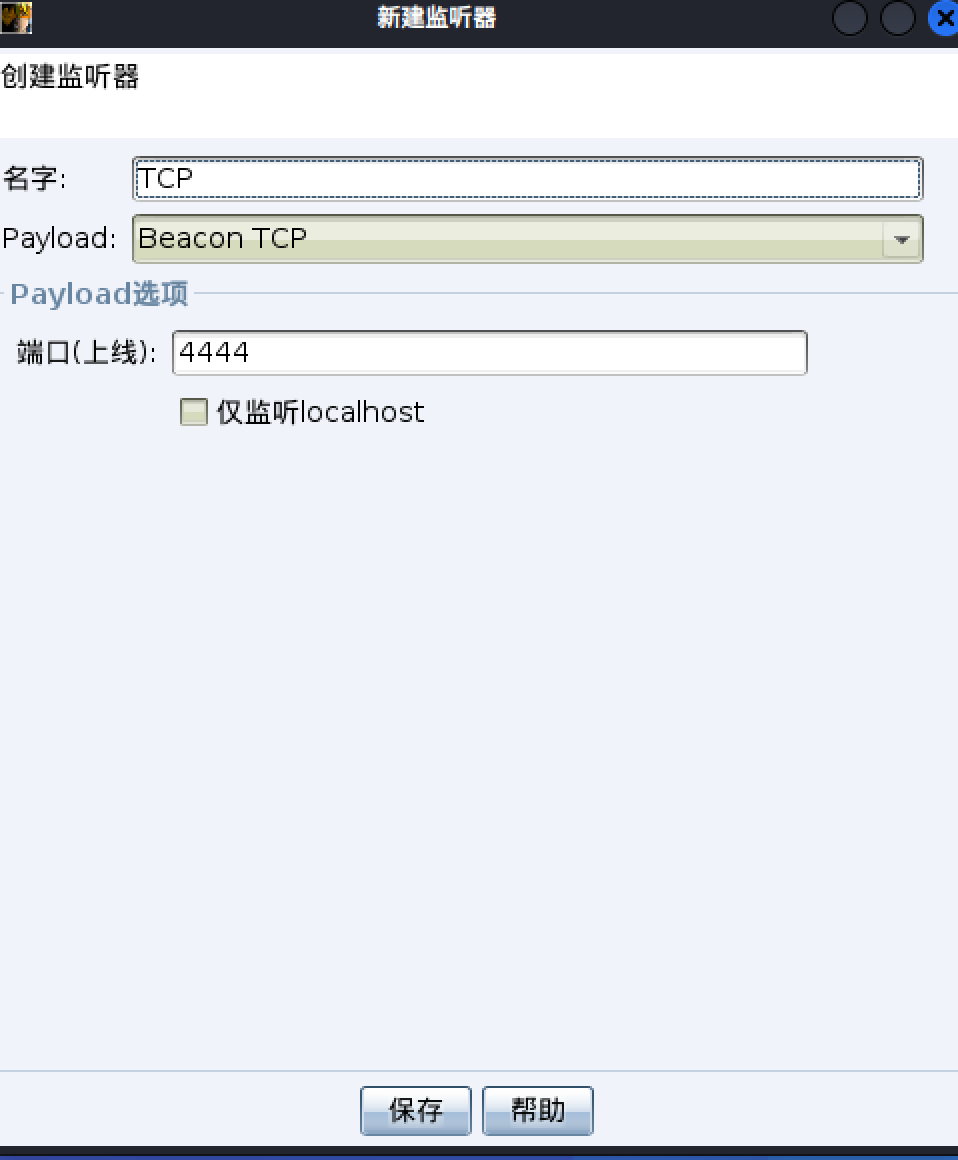 新建监听器
创建监听器
名字: TCP
Payload: Beacon TCP
Payload选项
端口(上线): 4444
仅监听localhost
保存 帮助